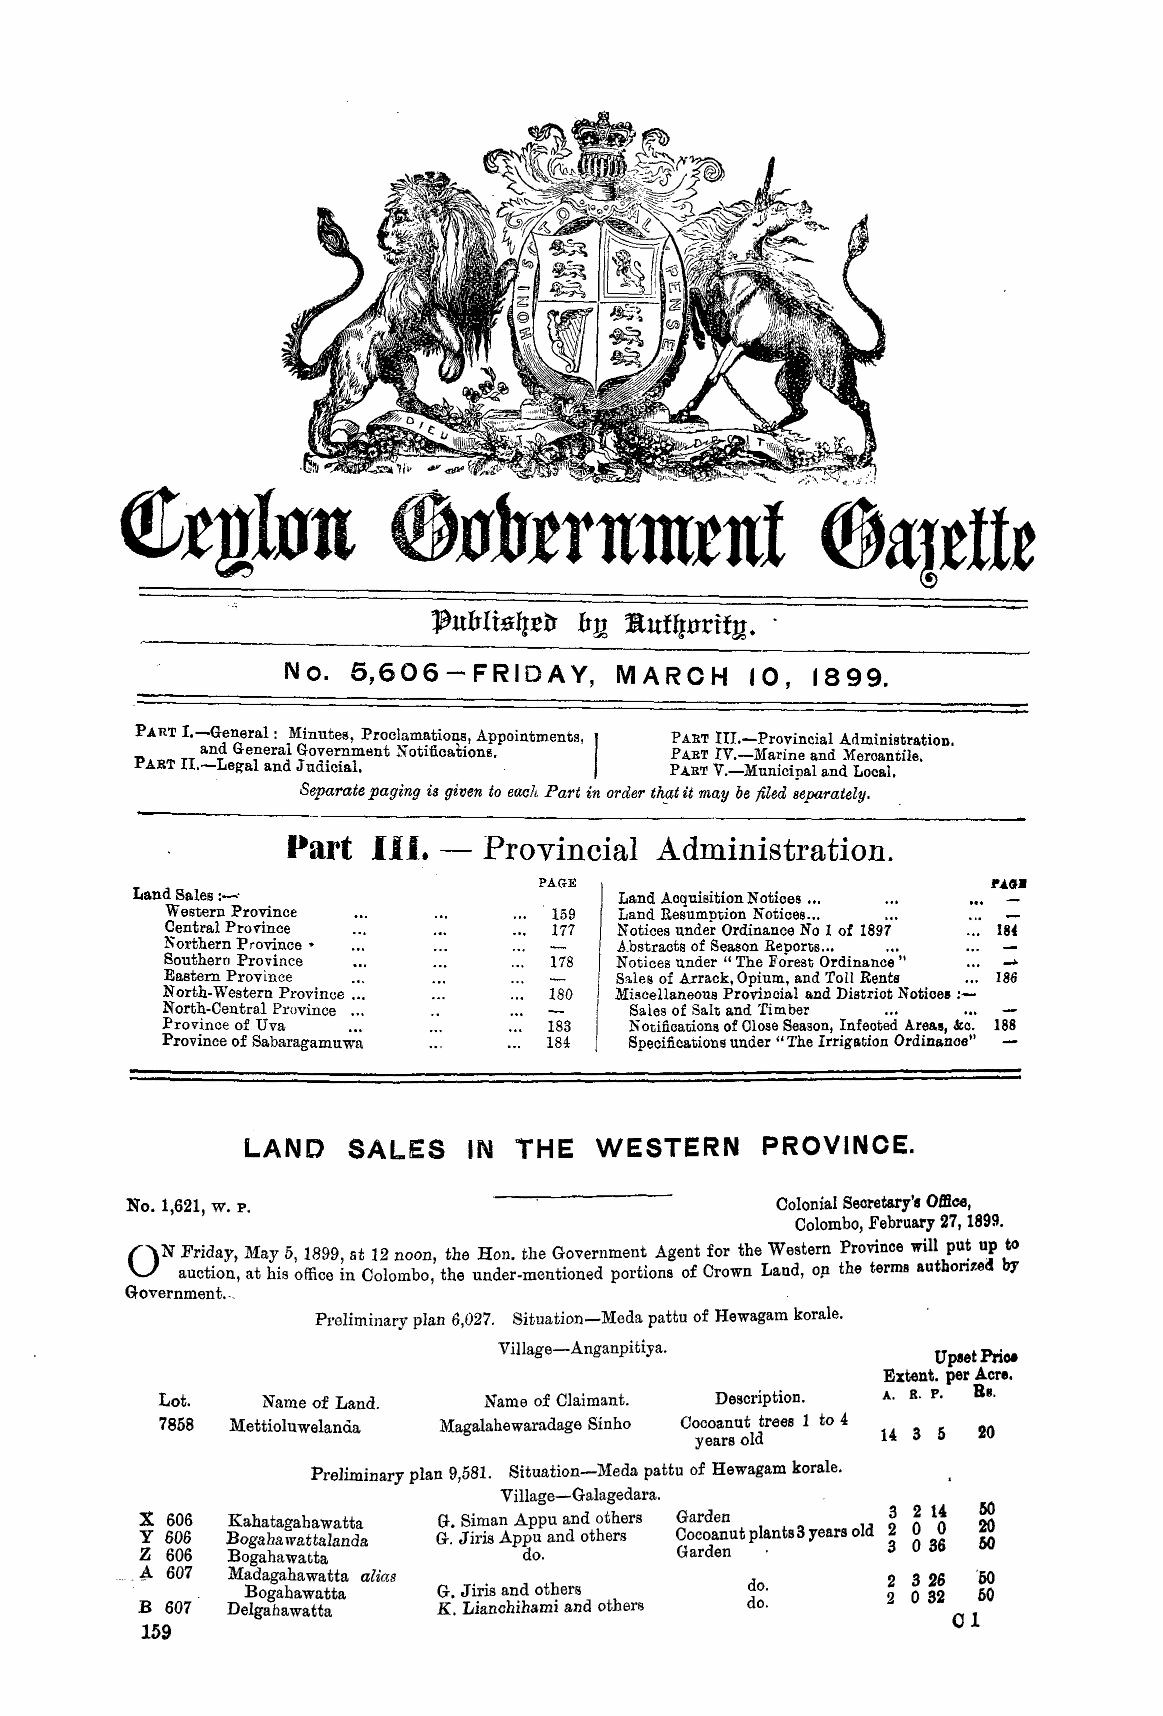 HONI SOIT QUI MAL Y PENSE
DIEU ET MON DROIT
Ceylon Government Gazette
Published by Authority.
No. 5,606—FRIDAY, MARCH 10, 1899.
PART I.—General: Minutes, Proclamations, Appointments,
and General Government Notifications.
PART II.—Legal and Judicial.
PART III.—Provincial Administration.
PART IV.—Marine and Mercantile.
PART V.—Municipal and Local.
Separate paging is given to each Part in order that it may be filed separately.
Part III. — Provincial Administration.
PAGE
Land Sales:—
Western Province ... ... ... 159
Central Province ... ... ... 177
Northern Province ... ... ... —
Southern Province ... ... ... 178
Eastern Province ... ... ... —
North-Western Province ... ... ... 180
North-Central Province ... .. ... —
Province of Uva ... ... ... 183
Province of Sabaragamuwa ... ... 184
PAGE
Land Acquisition Notices ... ... ... —
Land Resumption Notices... ... ... —
Notices under Ordinance No 1 of 1897 ... 184
Abstracts of Season Reports... ... ... —
Notices under "The Forest Ordinance" ... —
Sales of Arrack, Opium, and Toll Rents ... 186
Miscellaneous Provincial and District Notices :—
Sales of Salt and Timber ... ... —
Notifications of Close Season, Infected Areas, &c. 188
Specifications under "The Irrigation Ordinance" —
LAND SALES IN THE WESTERN PROVINCE.
No. 1,621, W. P.
Colonial Secretary's Office,
Colombo, February 27, 1899.
ON Friday, May 5, 1899, at 12 noon, the Hon. the Government Agent for the Western Province will put up to
auction, at his office in Colombo, the under-mentioned portions of Crown Land, on the terms authorized by
Government.
Preliminary plan 6,027. Situation—Meda pattu of Hewagam korale.
Village—Anganpitiya.
Upset Price
Extent. per Acre.
Lot. Name of Land. Name of Claimant. Description. A. R. P. Rs.
7858 Mettioluwelanda Magalahewaradage Sinho Cocoanut trees 1 to 4
years old 14 3 5 20
Preliminary plan 9,581. Situation—Meda pattu of Hewagam korale.
Village—Galagedara.
X 606 Kahatagahawatta G. Siman Appu and others Garden 3 2 14 50
Y 606 Bogahawattalanda G. Jiris Appu and others Cocoanut plants 3 years old 2 0 0 20
Z 606 Bogahawatta do. Garden 3 0 36 50
A 607 Madagahawatta alias
Bogahawatta G. Jiris and others do. 2 3 26 50
B 607 Delgahawatta K. Lianchihami and others do. 2 0 32 50
159
C 1